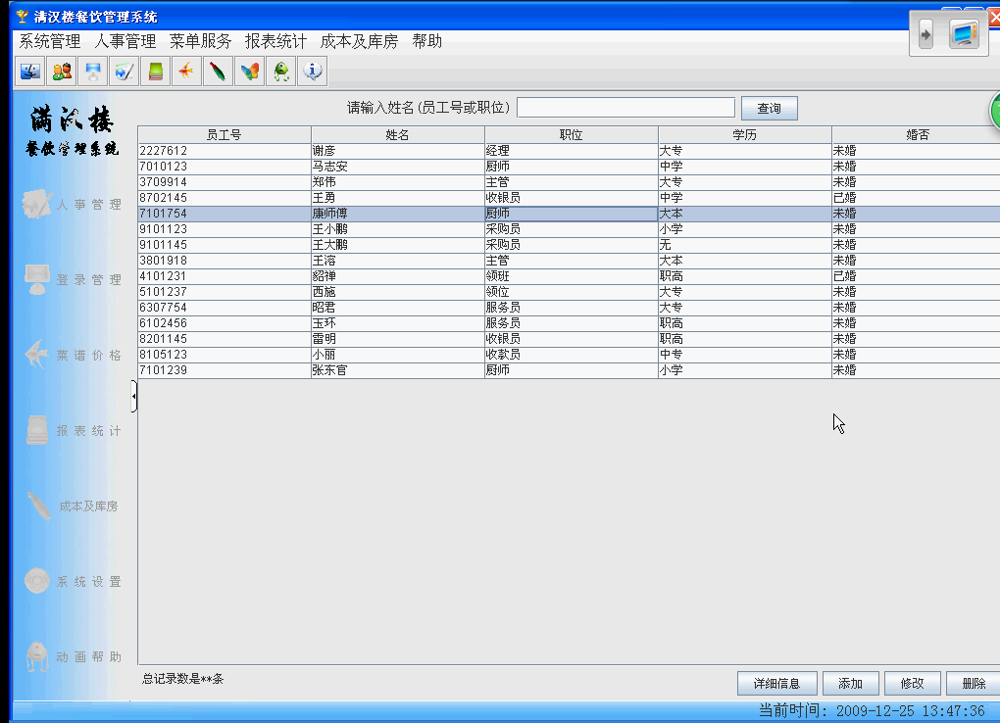 满汉楼餐饮管理系统
系统管理 人事管理 菜单服务 报表统计 成本及库房 帮助
满汉楼
餐饮管理系统
请输入姓名(员工号或职位) 查询
员工号 姓名 职位 学历 婚否
2227612 谢彦 经理 大专 未婚
7010123 马志安 厨师 中学 未婚
3709914 郑伟 主管 大专 未婚
8702145 王勇 收银员 中学 已婚
7101754 康师傅 厨师 大本 未婚
9101123 王小鹏 采购员 小学 未婚
9101145 王大鹏 采购员 无 未婚
3801918 王溶 主管 大本 未婚
4101231 貂禅 领班 职高 已婚
5101237 西施 领位 大专 未婚
6307754 昭君 服务员 大专 未婚
6102456 玉环 服务员 职高 未婚
8201145 雷明 收银员 职高 未婚
8105123 小丽 收款员 中专 未婚
7101239 张东官 厨师 小学 未婚
人事管理
登录管理
菜谱价格
报表统计
成本及库房
系统设置
动画帮助
总记录数是**条
详细信息 添加 修改 删除
当前时间: 2009-12-25 13:47:36